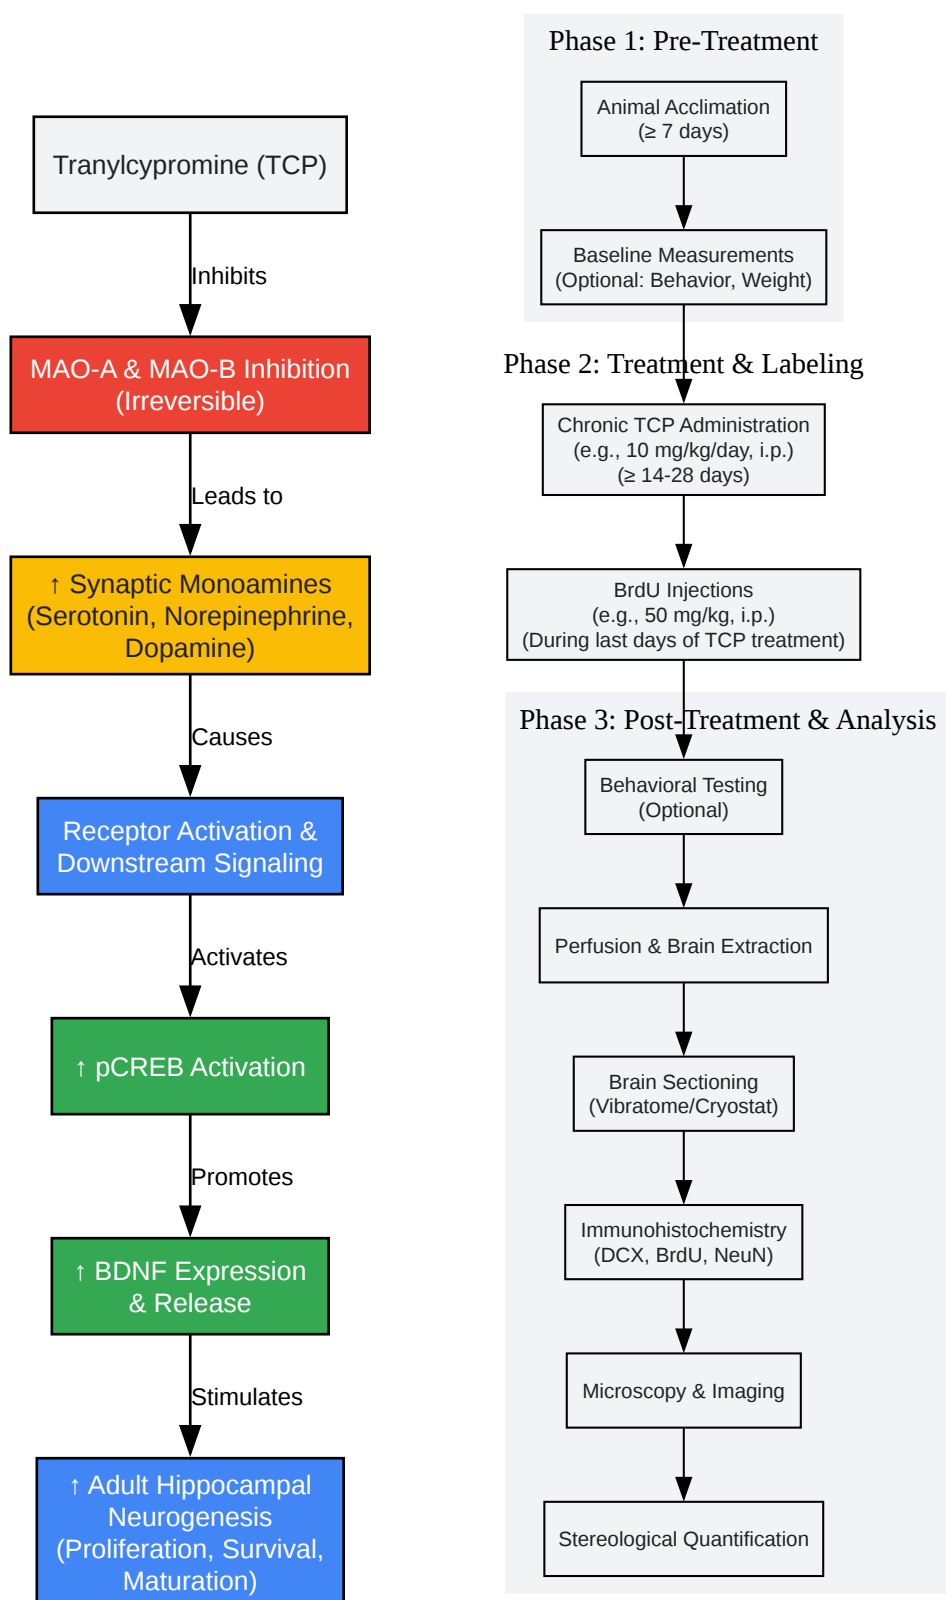 Tranylcypromine (TCP)
Inhibits
MAO-A & MAO-B Inhibition
(Irreversible)
Leads to
↑ Synaptic Monoamines
(Serotonin, Norepinephrine,
Dopamine)
Causes
Receptor Activation &
Downstream Signaling
Activates
↑ pCREB Activation
Promotes
↑ BDNF Expression
& Release
Stimulates
↑ Adult Hippocampal
Neurogenesis
(Proliferation, Survival,
Maturation)
Phase 1: Pre-Treatment
Animal Acclimation
(≥ 7 days)
Baseline Measurements
(Optional: Behavior, Weight)
Phase 2: Treatment & Labeling
Chronic TCP Administration
(e.g., 10 mg/kg/day, i.p.)
(≥ 14-28 days)
BrdU Injections
(e.g., 50 mg/kg, i.p.)
(During last days of TCP treatment)
Phase 3: Post-Treatment & Analysis
Behavioral Testing
(Optional)
Perfusion & Brain Extraction
Brain Sectioning
(Vibratome/Cryostat)
Immunohistochemistry
(DCX, BrdU, NeuN)
Microscopy & Imaging
Stereological Quantification